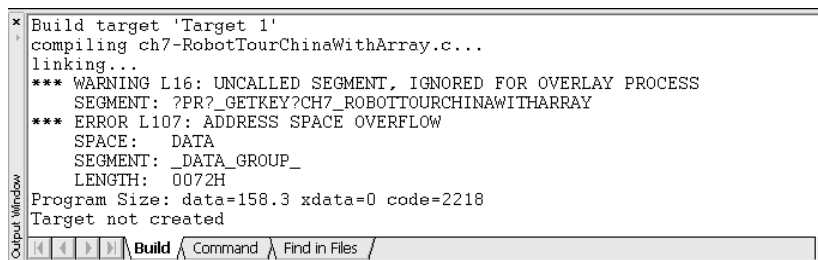 Build target 'Target 1'
compiling ch7-RobotTourChinaWithArray.c...
linking...
*** WARNING L16: UNCALLED SEGMENT, IGNORED FOR OVERLAY PROCESS
SEGMENT: ?PR?_GETKEY?CH7_ROBOTTOURCHINAWITHARRAY
*** ERROR L107: ADDRESS SPACE OVERFLOW
SPACE: DATA
SEGMENT: _DATA_GROUP_
LENGTH: 0072H
Program Size: data=158.3 xdata=0 code=2218
Target not created
Output Window
Build Command Find in Files